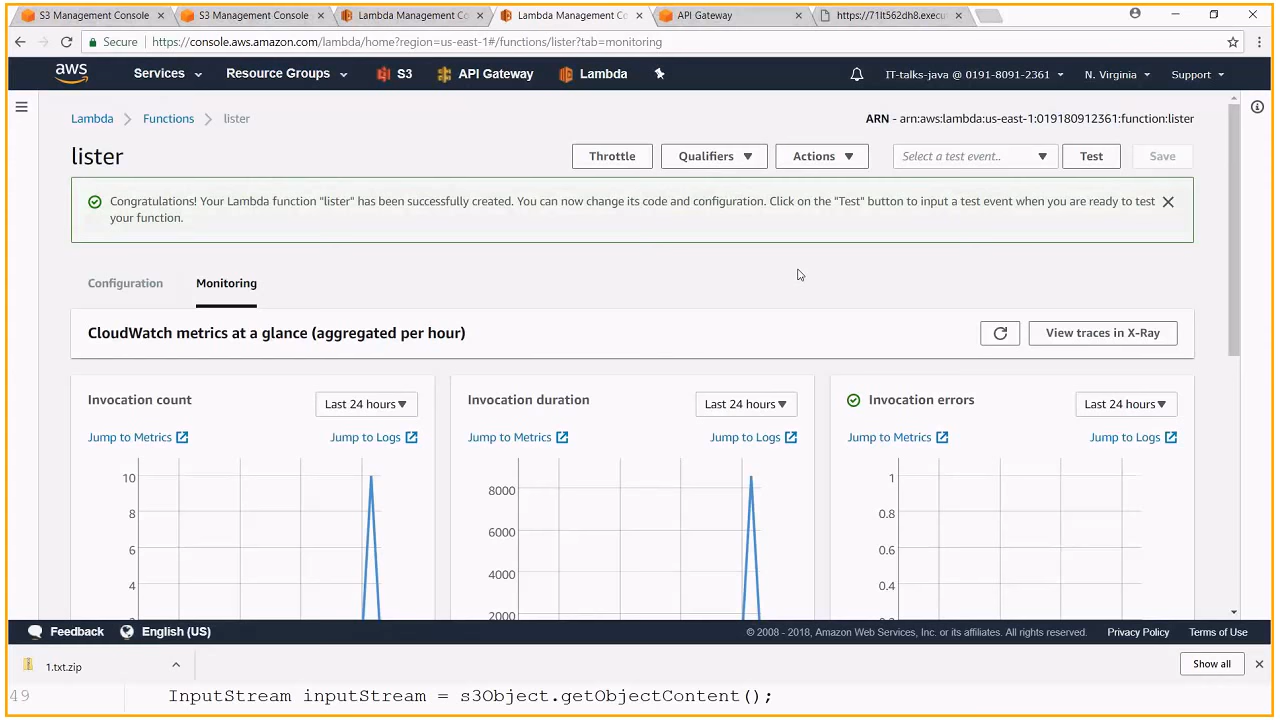 S3 Management Console
S3 Management Console
Lambda Management Co
Lambda Management Co
API Gateway
https://71lt562dh8.execu
Secure
https://console.aws.amazon.com/lambda/home?region=us-east-1#/functions/lister?tab=monitoring
aws
Services
Resource Groups
S3
API Gateway
Lambda
IT-talks-java @ 0191-8091-2361
N. Virginia
Support
Lambda
Functions
lister
ARN - arn:aws:lambda:us-east-1:019180912361:function:lister
lister
Throttle
Qualifiers
Actions
Select a test event..
Test
Save
Congratulations! Your Lambda function "lister" has been successfully created. You can now change its code and configuration. Click on the "Test" button to input a test event when you are ready to test
your function.
Configuration
Monitoring
CloudWatch metrics at a glance (aggregated per hour)
View traces in X-Ray
Invocation count
Last 24 hours
Jump to Metrics
Jump to Logs
10
8
6
4
Invocation duration
Last 24 hours
Jump to Metrics
Jump to Logs
8000
6000
4000
2000
Invocation errors
Last 24 hours
Jump to Metrics
Jump to Logs
1
0.8
0.6
0.4
Feedback
English (US)
© 2008 - 2018, Amazon Web Services, Inc. or its affiliates. All rights reserved.
Privacy Policy
Terms of Use
1.txt.zip
Show all
49 InputStream inputStream = s3Object.getObjectContent();